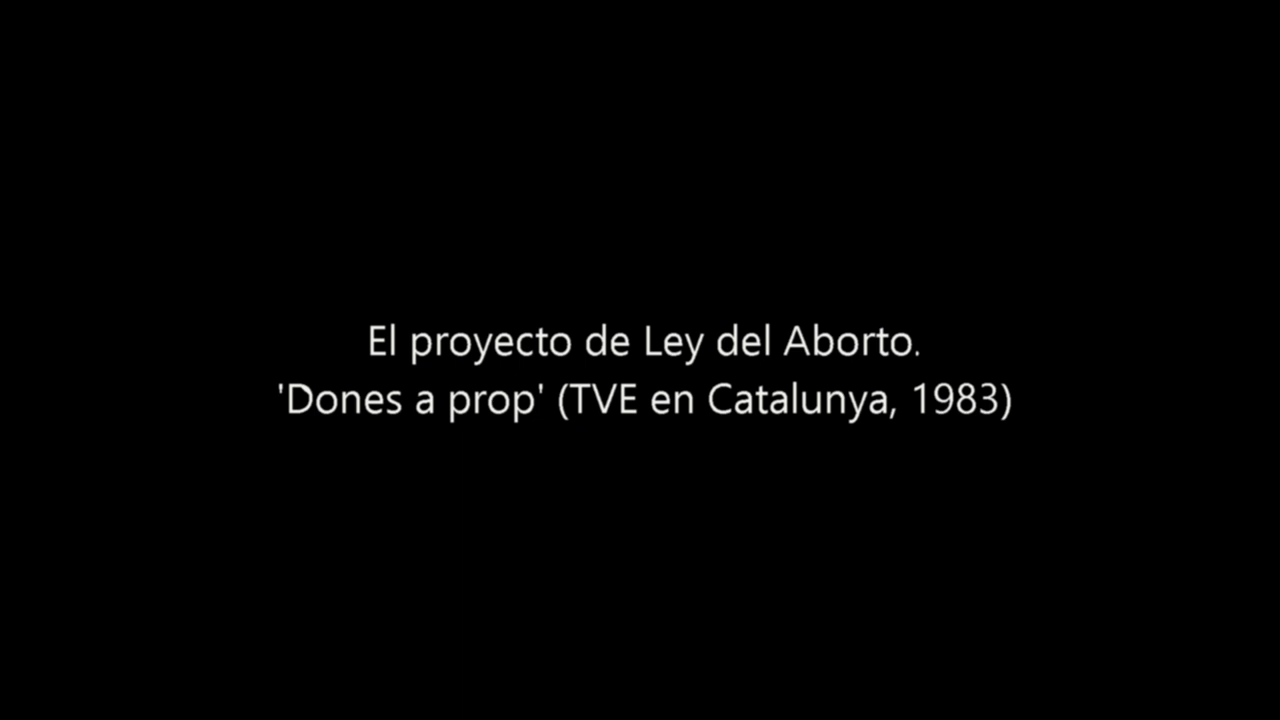 El proyecto de Ley del Aborto.
'Dones a prop' (TVE en Catalunya, 1983)